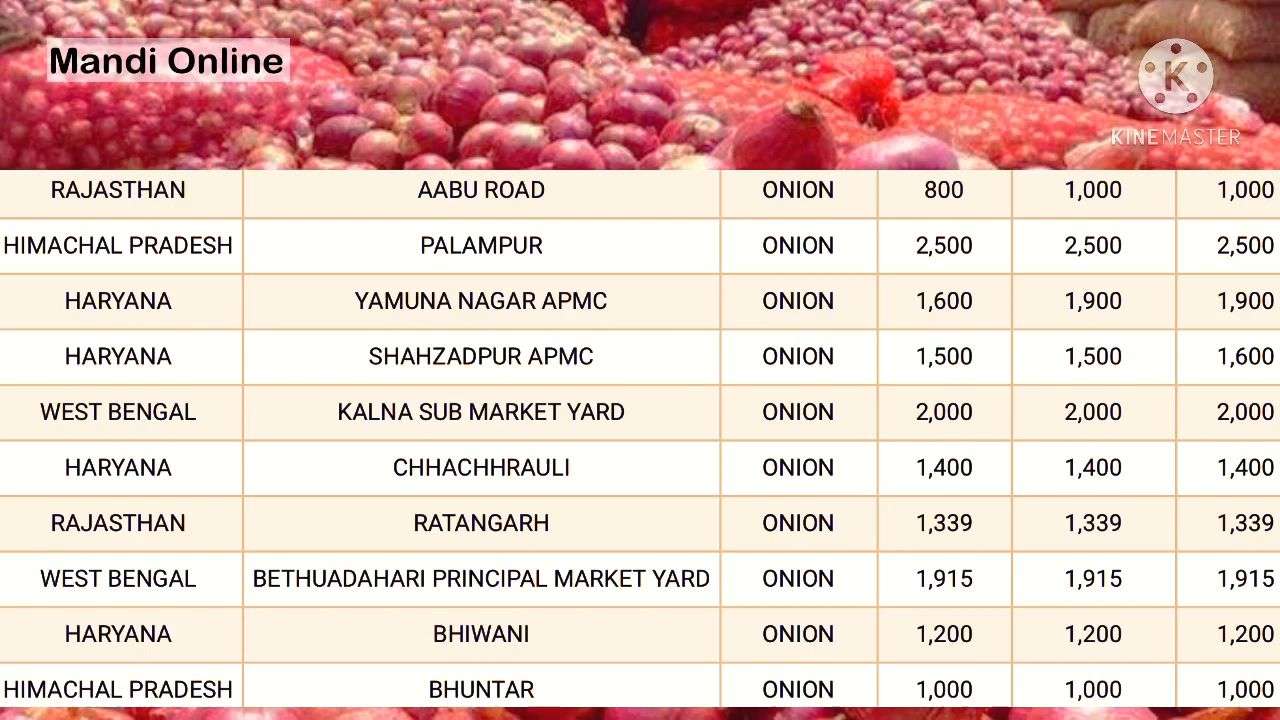 Mandi Online
K
KINEMASTER
RAJASTHAN AABU ROAD ONION 800 1,000 1,000
HIMACHAL PRADESH PALAMPUR ONION 2,500 2,500 2,500
HARYANA YAMUNA NAGAR APMC ONION 1,600 1,900 1,900
HARYANA SHAHZADPUR APMC ONION 1,500 1,500 1,600
WEST BENGAL KALNA SUB MARKET YARD ONION 2,000 2,000 2,000
HARYANA CHHACHHRAULI ONION 1,400 1,400 1,400
RAJASTHAN RATANGARH ONION 1,339 1,339 1,339
WEST BENGAL BETHUADAHARI PRINCIPAL MARKET YARD ONION 1,915 1,915 1,915
HARYANA BHIWANI ONION 1,200 1,200 1,200
HIMACHAL PRADESH BHUNTAR ONION 1,000 1,000 1,000